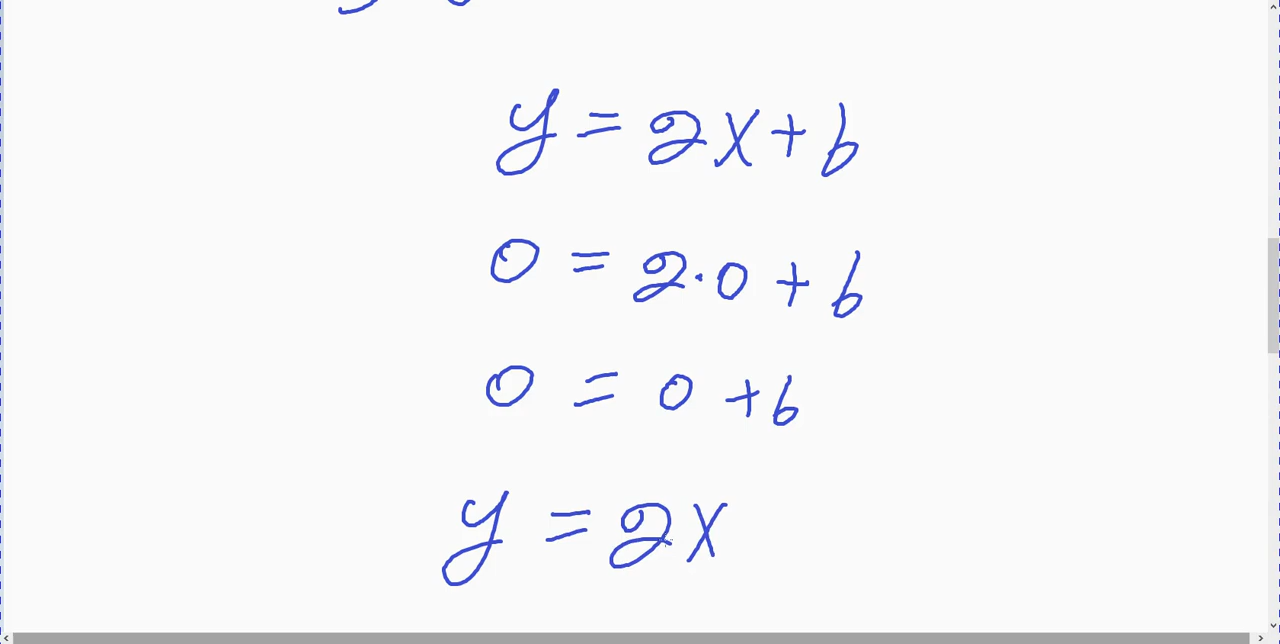 y = 2x + b
0 = 2·0 + b
0 = 0 + b
y = 2x